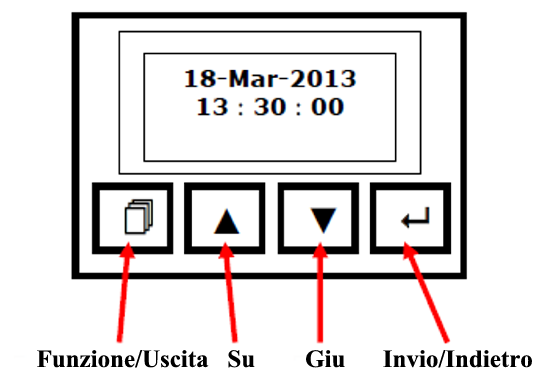 18-Mar-2013
13 : 30 : 00
Funzione/Uscita Su Giu Invio/Indietro